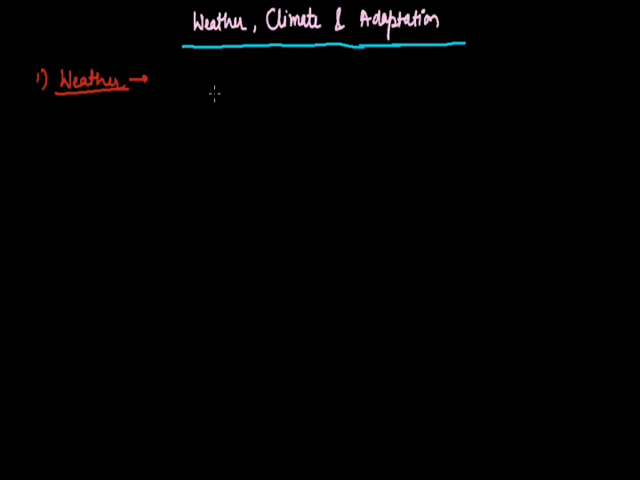 Weather, Climate & Adaptation
1) Weather →